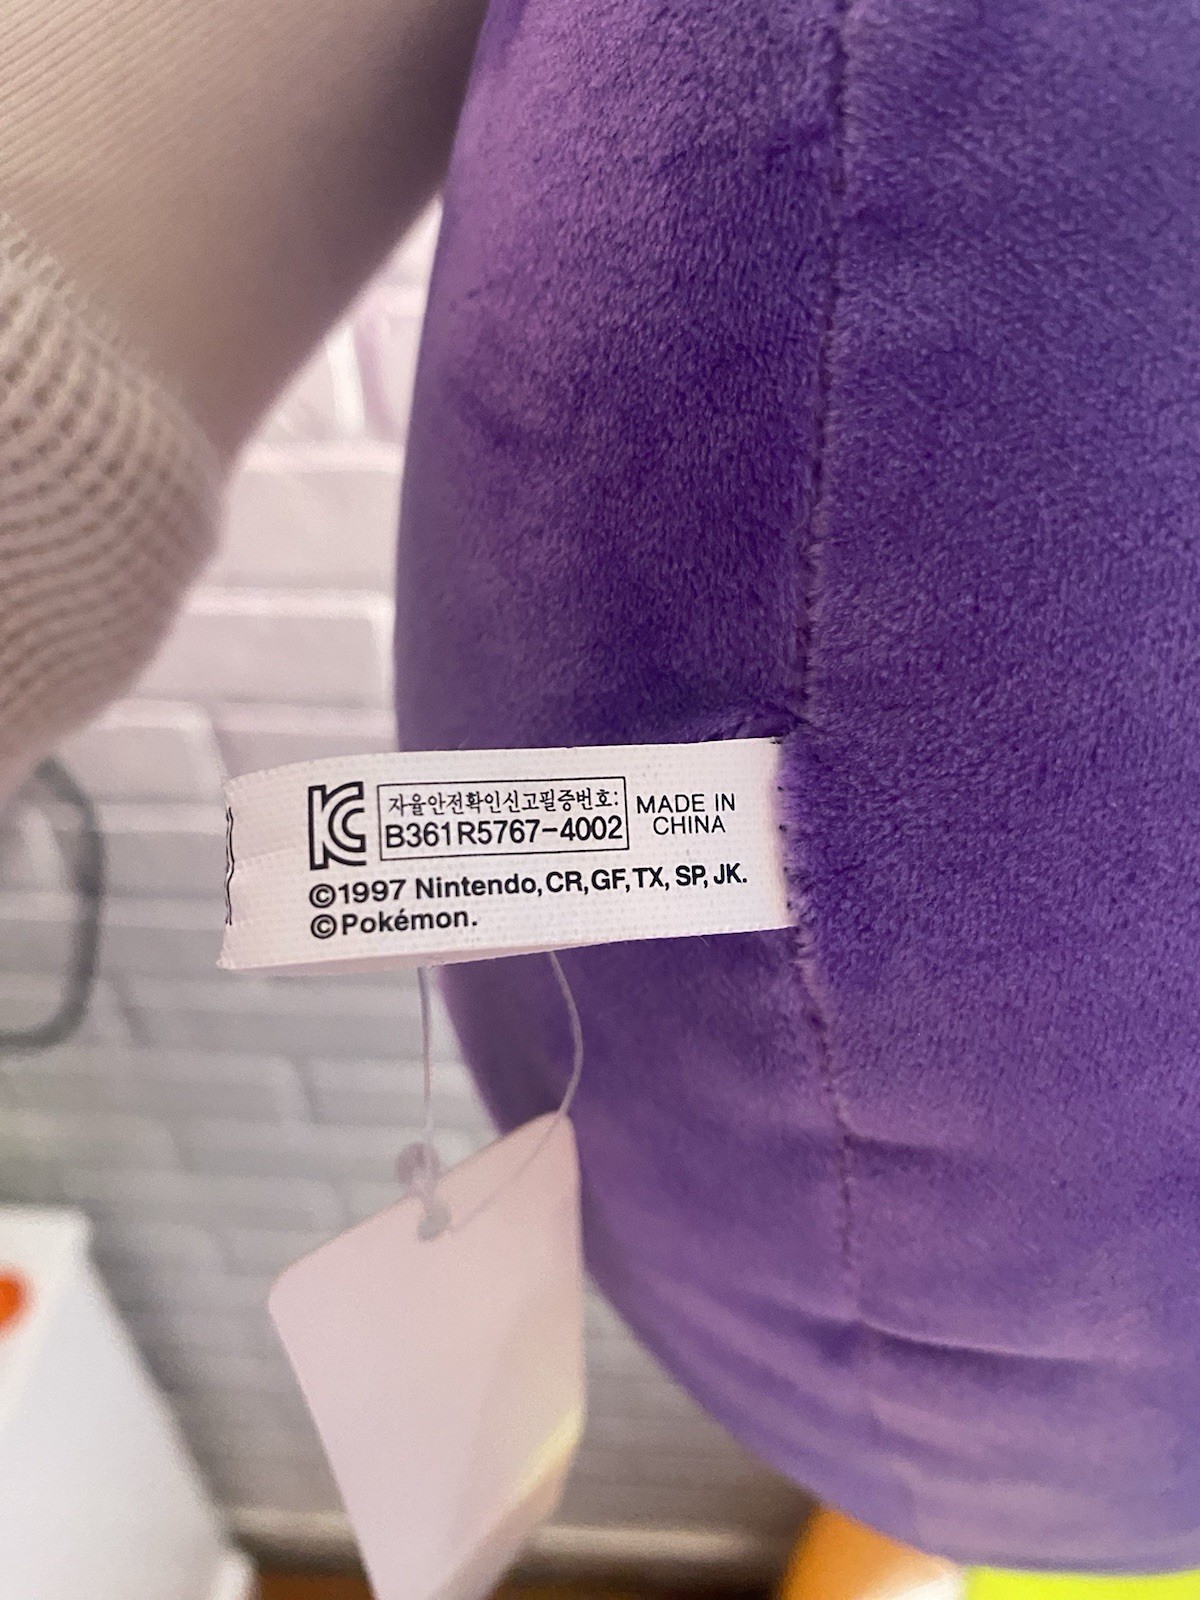 KC 자율안전확인신고필증번호:
B361R5767-4002
MADE IN
CHINA
©1997 Nintendo,CR,GF,TX, SP, JK.
©Pokémon.